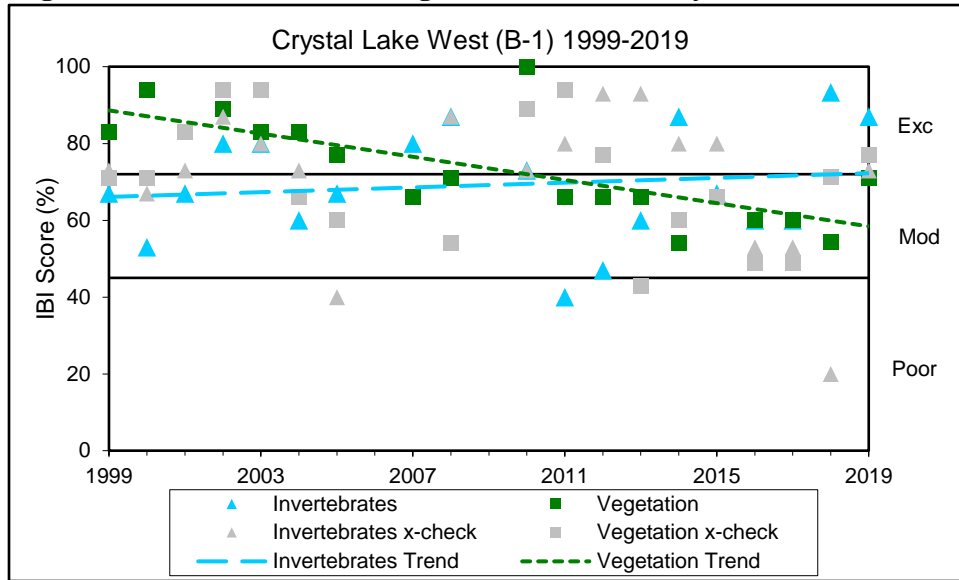 Crystal Lake West (B-1) 1999-2019
100
80
60
40
20
0
IBI Score (%)
Exc
Mod
Poor
1999 2003 2007 2011 2015 2019
Invertebrates Vegetation
Invertebrates x-check Vegetation x-check
Invertebrates Trend Vegetation Trend